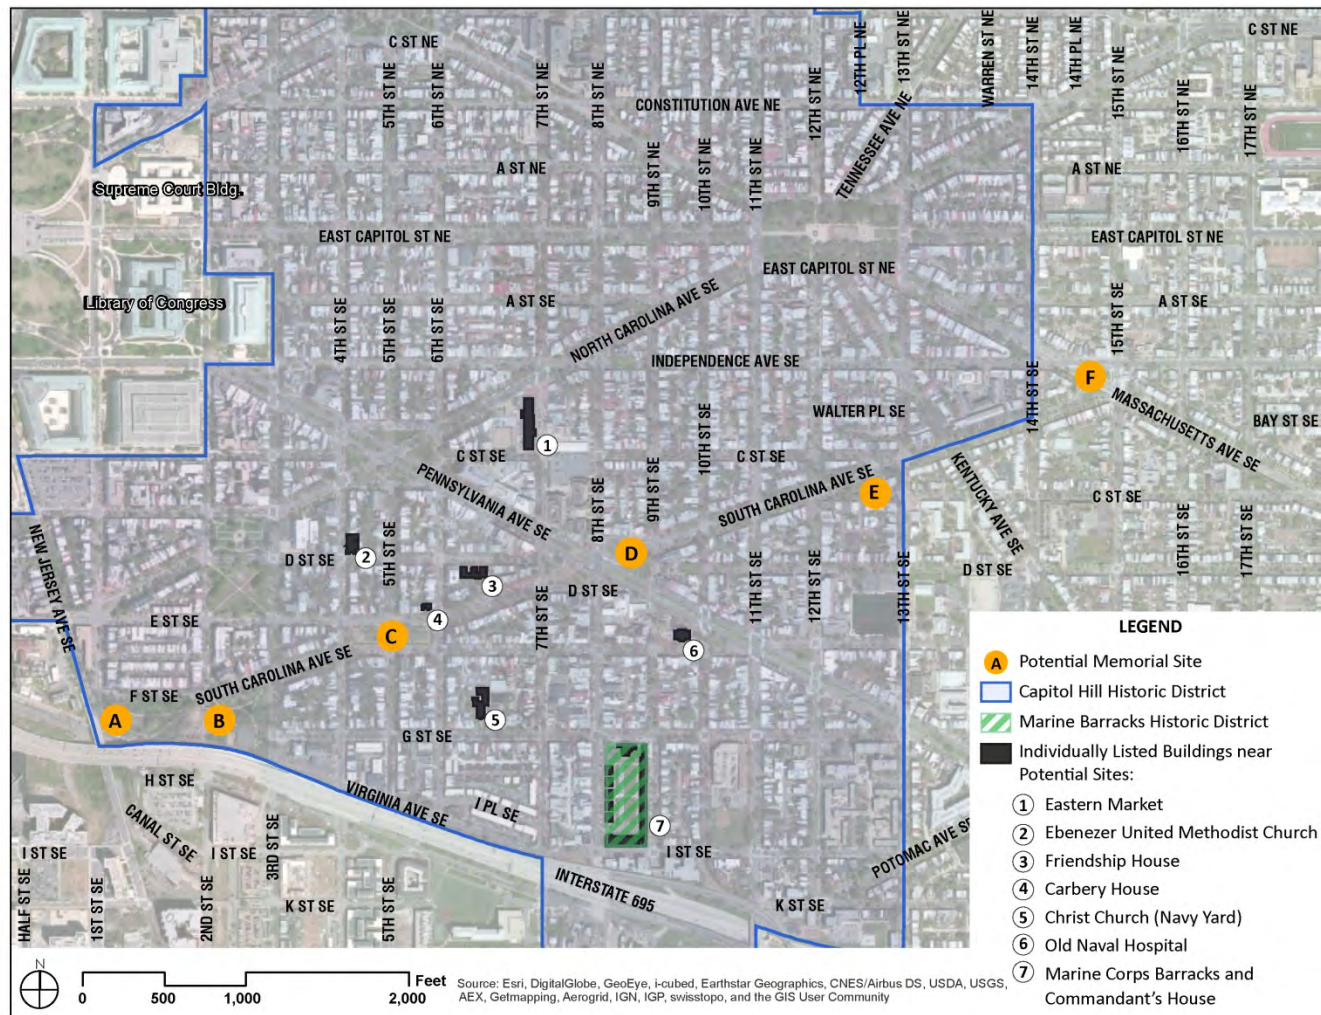 C ST NE
5TH ST NE
6TH ST NE
7TH ST NE
8TH ST NE
CONSTITUTION AVE NE
12TH ST NE
12TH PL NE
13TH ST NE
WARREN ST NE
14TH ST NE
14TH PL NE
15TH ST NE
C ST NE
16TH ST NE
17TH ST NE
A ST NE
9TH ST NE
10TH ST NE
11TH ST NE
TENNESSEE AVE NE
A ST NE
Supreme Court Bldg.
EAST CAPITOL ST NE
EAST CAPITOL ST NE
EAST CAPITOL ST NE
Library of Congress
4TH ST SE
5TH ST SE
6TH ST SE
A ST SE
NORTH CAROLINA AVE SE
INDEPENDENCE AVE SE
15TH ST SE
A ST SE
F
14TH ST SE
MASSACHUSETTS AVE SE
BAY ST SE
WALTER PL SE
1
C ST SE
10TH ST SE
C ST SE
PENNSYLVANIA AVE SE
8TH ST SE
9TH ST SE
SOUTH CAROLINA AVE SE
E
KENTUCKY AVE SE
C ST SE
16TH ST SE
17TH ST SE
NEW JERSEY AVE SE
D ST SE
2
5TH ST SE
3
D
D ST SE
11TH ST SE
12TH ST SE
13TH ST SE
D ST SE
E ST SE
4
C
7TH ST SE
6
SOUTH CAROLINA AVE SE
F ST SE
A
B
5
G ST SE
H ST SE
VIRGINIA AVE SE
I PL SE
7
I ST SE
CANAL ST SE
I ST SE
I ST SE
3RD ST SE
POTOMAC AVE SE
HALF ST SE
1ST ST SE
2ND ST SE
K ST SE
5TH ST SE
INTERSTATE 695
K ST SE
LEGEND
A Potential Memorial Site
Capitol Hill Historic District
Marine Barracks Historic District
Individually Listed Buildings near
Potential Sites:
1 Eastern Market
2 Ebenezer United Methodist Church
3 Friendship House
4 Carbery House
5 Christ Church (Navy Yard)
6 Old Naval Hospital
7 Marine Corps Barracks and
Commandant's House
N
Feet
0 500 1,000 2,000
Source: Esri, DigitalGlobe, GeoEye, i-cubed, Earthstar Geographics, CNES/Airbus DS, USDA, USGS,
AEX, Getmapping, Aerogrid, IGN, IGP, swisstopo, and the GIS User Community